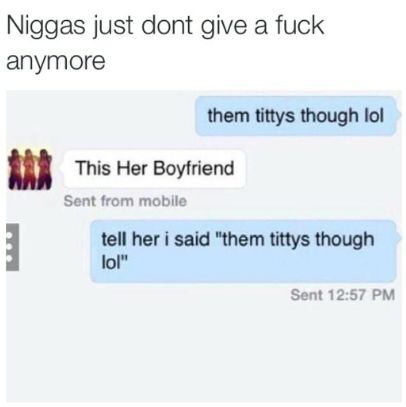 Niggas just dont give a fuck
anymore
them tittys though lol
This Her Boyfriend
Sent from mobile
tell her i said "them tittys though
lol"
Sent 12:57 PM